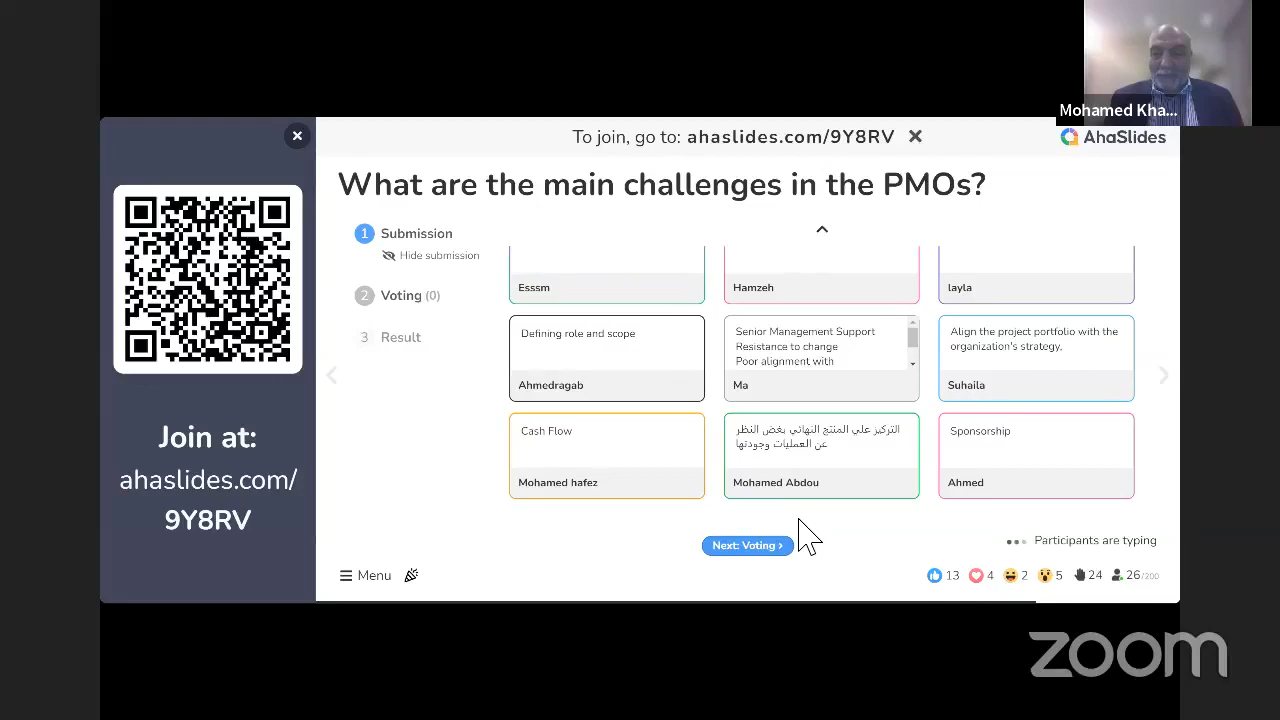 Mohamed Kha...
To join, go to: ahaslides.com/9Y8RV
AhaSlides
What are the main challenges in the PMOs?
1 Submission
Hide submission
2 Voting (0)
3 Result
Esssm
Hamzeh
layla
Defining role and scope
Ahmedragab
Senior Management Support
Resistance to change
Poor alignment with
Ma
Align the project portfolio with the
organization's strategy,
Suhaila
Cash Flow
Mohamed hafez
التركيز علي المنتج النهائي بغض النظر
عن العمليات وجودتها
Mohamed Abdou
Sponsorship
Ahmed
Join at:
ahaslides.com/
9Y8RV
Next: Voting
Participants are typing
Menu
13 4 2 5 24 26/200
zoom